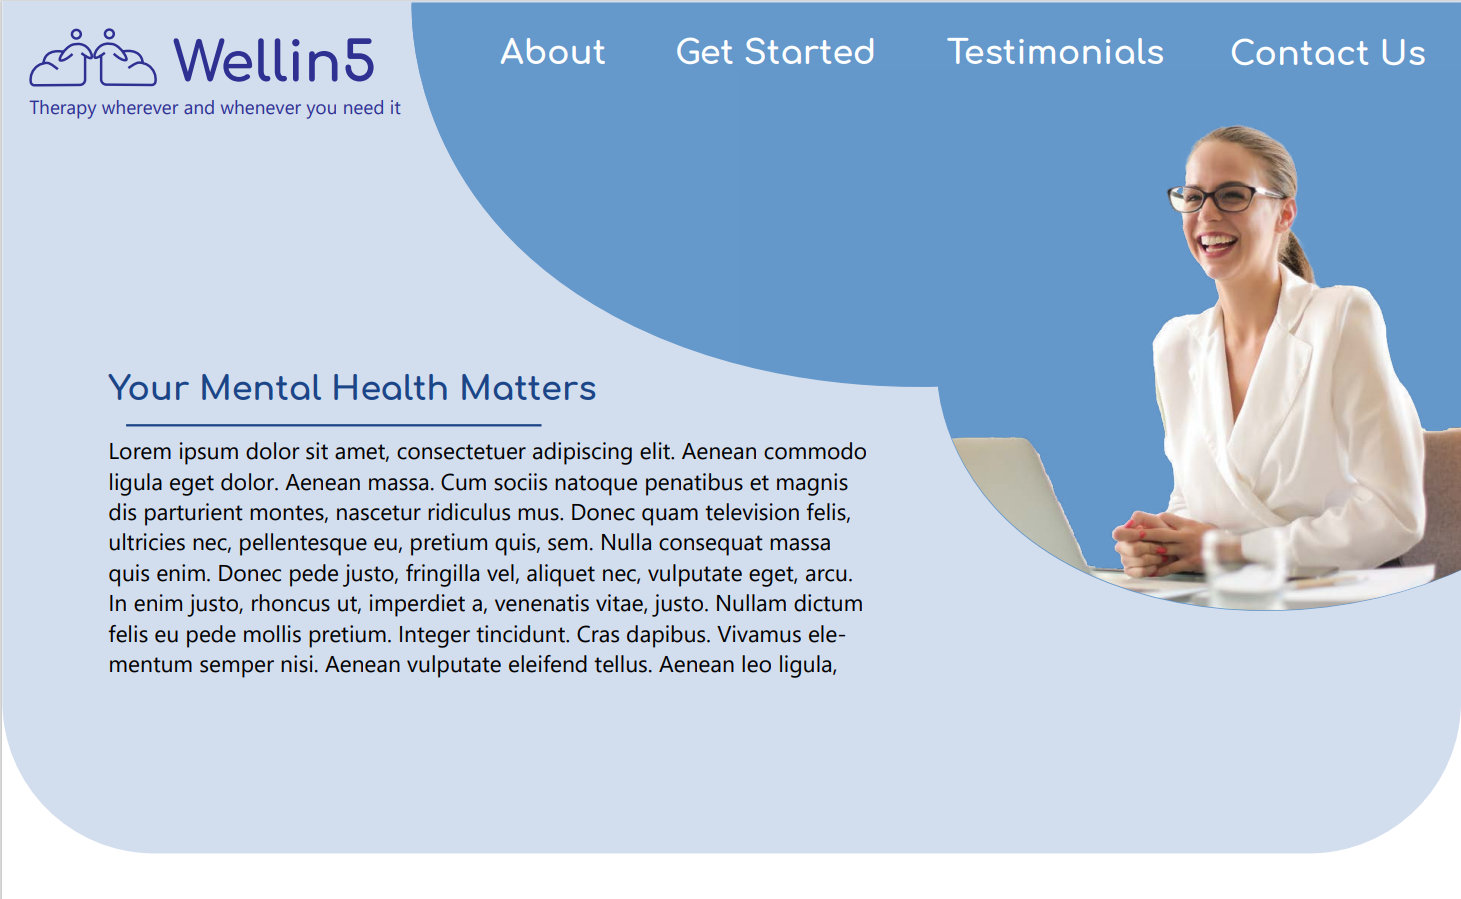 Wellin5
Therapy wherever and whenever you need it
About
Get Started
Testimonials
Contact Us
Your Mental Health Matters
Lorem ipsum dolor sit amet, consectetuer adipiscing elit. Aenean commodo
ligula eget dolor. Aenean massa. Cum sociis natoque penatibus et magnis
dis parturient montes, nascetur ridiculus mus. Donec quam television felis,
ultricies nec, pellentesque eu, pretium quis, sem. Nulla consequat massa
quis enim. Donec pede justo, fringilla vel, aliquet nec, vulputate eget, arcu.
In enim justo, rhoncus ut, imperdiet a, venenatis vitae, justo. Nullam dictum
felis eu pede mollis pretium. Integer tincidunt. Cras dapibus. Vivamus ele-
mentum semper nisi. Aenean vulputate eleifend tellus. Aenean leo ligula,